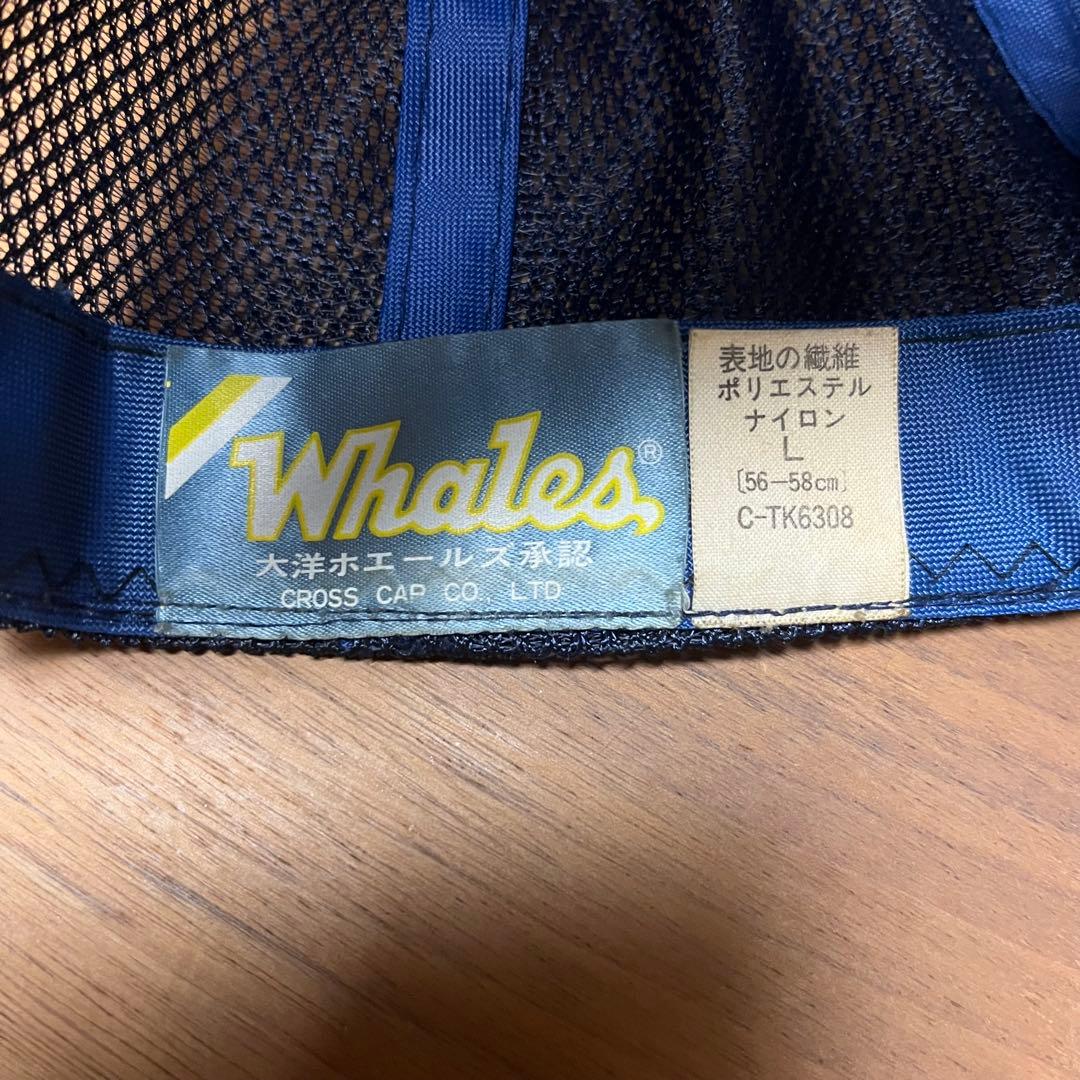 Whales®
大洋ホエールズ承認
CROSS CAP CO., LTD
表地の繊維
ポリエステル
ナイロン
L
[56-58cm]
C-TK6308